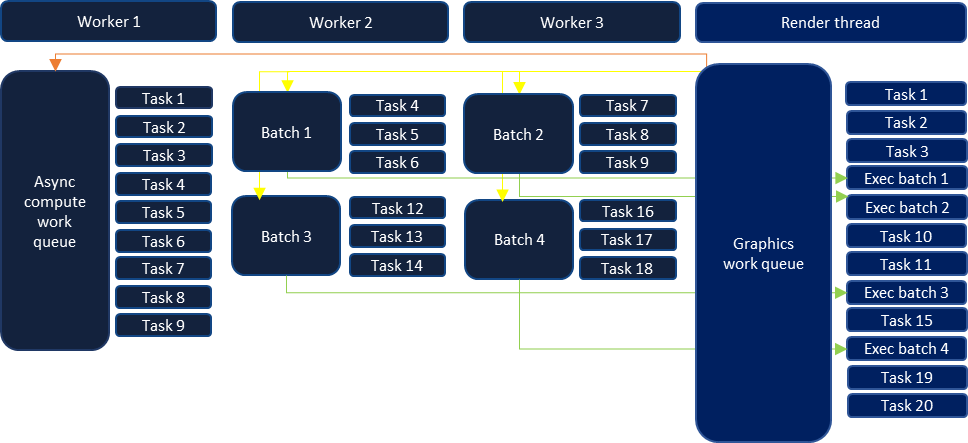 Worker 1
Worker 2
Worker 3
Render thread
Async
compute
work
queue
Task 1
Task 2
Task 3
Task 4
Task 5
Task 6
Task 7
Task 8
Task 9
Batch 1
Task 4
Task 5
Task 6
Batch 3
Task 12
Task 13
Task 14
Batch 2
Task 7
Task 8
Task 9
Batch 4
Task 16
Task 17
Task 18
Graphics
work queue
Task 1
Task 2
Task 3
Exec batch 1
Exec batch 2
Task 10
Task 11
Exec batch 3
Task 15
Exec batch 4
Task 19
Task 20